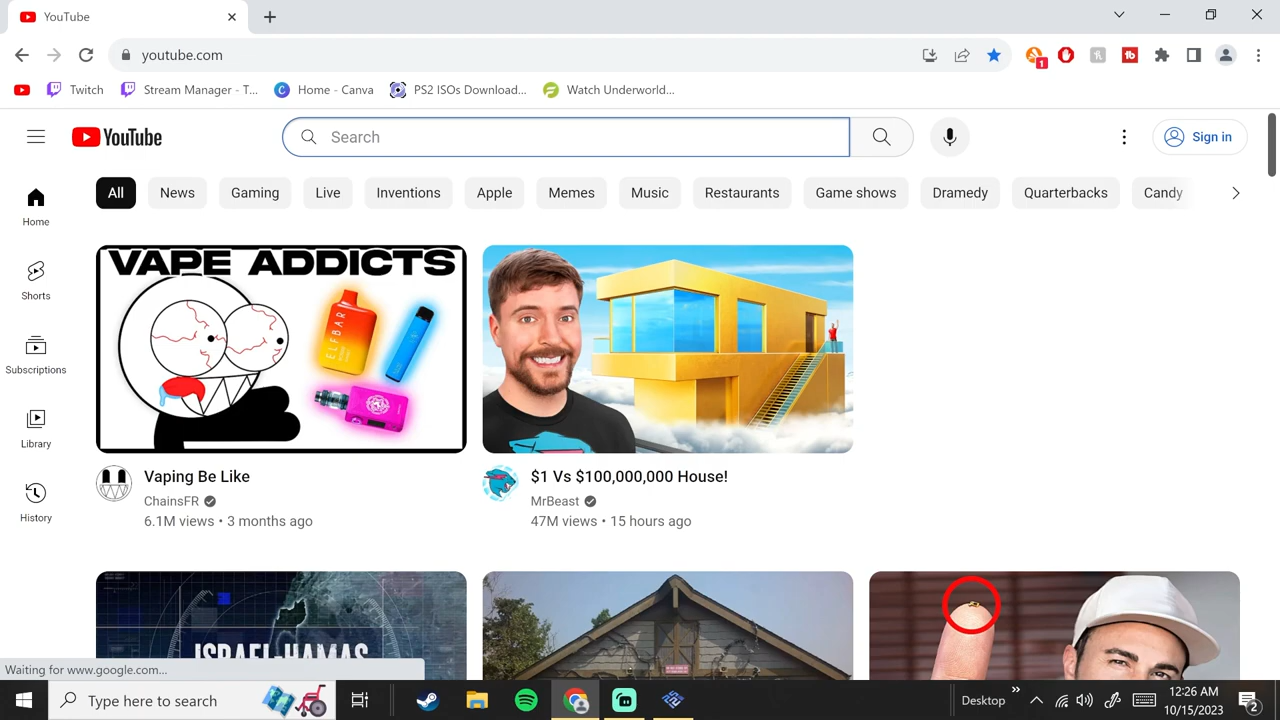 YouTube
youtube.com
1
Twitch
Stream Manager - T...
Home - Canva
PS2 ISOs Download...
Watch Underworld...
YouTube
Search
Sign in
All
News
Gaming
Live
Inventions
Apple
Memes
Music
Restaurants
Game shows
Dramedy
Quarterbacks
Candy
Home
Shorts
Subscriptions
Library
History
VAPE ADDICTS
ELFBAR
Vaping Be Like
ChainsFR
6.1M views • 3 months ago
$1 Vs $100,000,000 House!
MrBeast
47M views • 15 hours ago
ISRAEL-HAMAS
Waiting for www.google.com...
Type here to search
Desktop
12:26 AM
10/15/2023
2